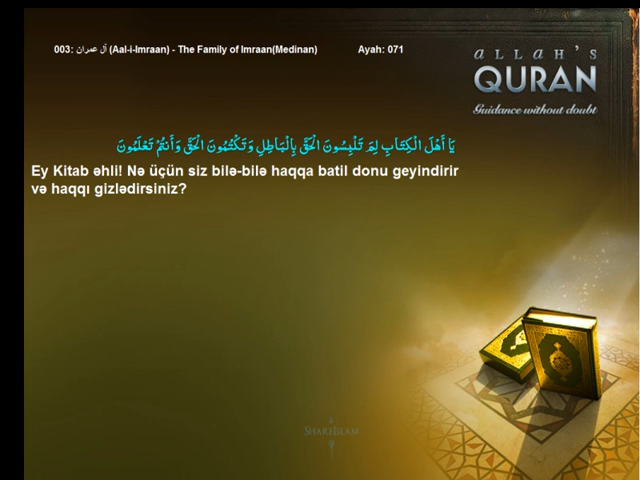 003: آل عمران (Aal-i-Imraan) - The Family of Imraan(Medinan) Ayah: 071
ALLAH'S
QURAN
Guidance without doubt
يَا أَهْلَ الْكِتَابِ لِمَ تَلْبِسُونَ الْحَقَّ بِالْبَاطِلِ وَتَكْتُمُونَ الْحَقَّ وَأَنتُمْ تَعْلَمُونَ
Ey Kitab əhli! Nə üçün siz bilə-bilə haqqa batil donu geyindirir
və haqqı gizlədirsiniz?
SHAREISLAM